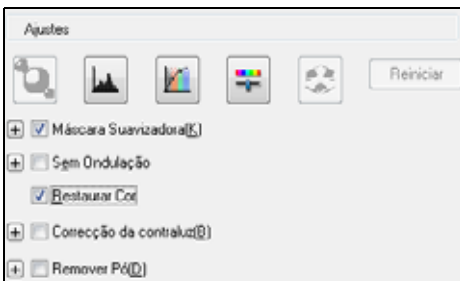 Ajustes
Reiniciar
Máscara Suavizadora(K)
Sem Ondulação
Restaurar Cor
Correcção da contraluz(B)
Remover Pó(D)